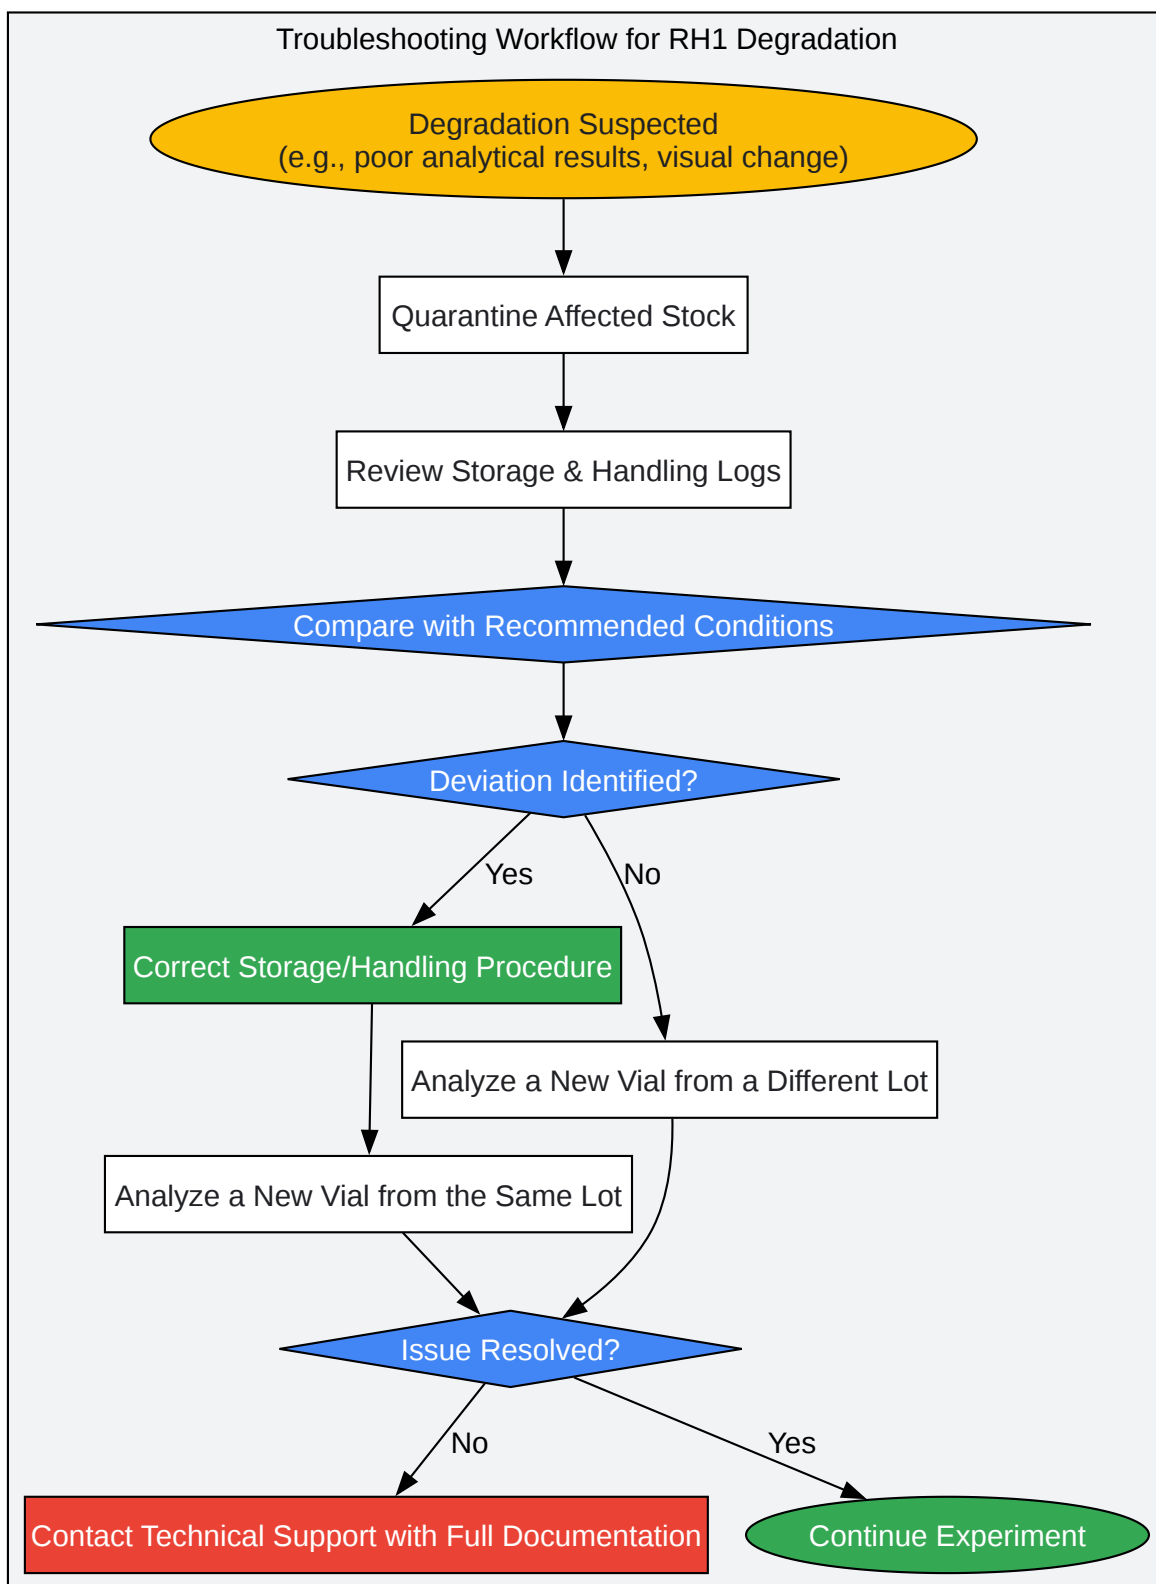 Troubleshooting Workflow for RH1 Degradation
Degradation Suspected
(e.g., poor analytical results, visual change)
Quarantine Affected Stock
Review Storage & Handling Logs
Compare with Recommended Conditions
Deviation Identified?
Yes
No
Correct Storage/Handling Procedure
Analyze a New Vial from a Different Lot
Analyze a New Vial from the Same Lot
Issue Resolved?
No
Yes
Contact Technical Support with Full Documentation
Continue Experiment